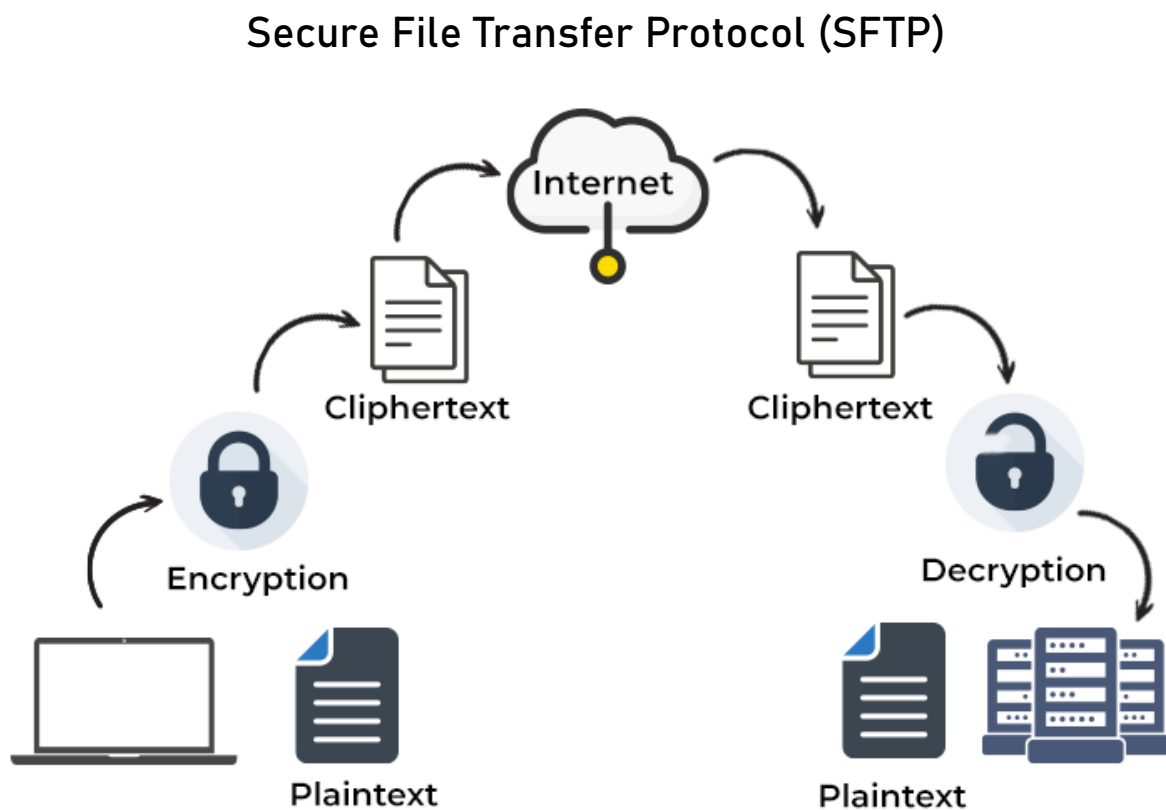 Secure File Transfer Protocol (SFTP)
Internet
Cliphertext
Cliphertext
Encryption
Decryption
Plaintext
Plaintext